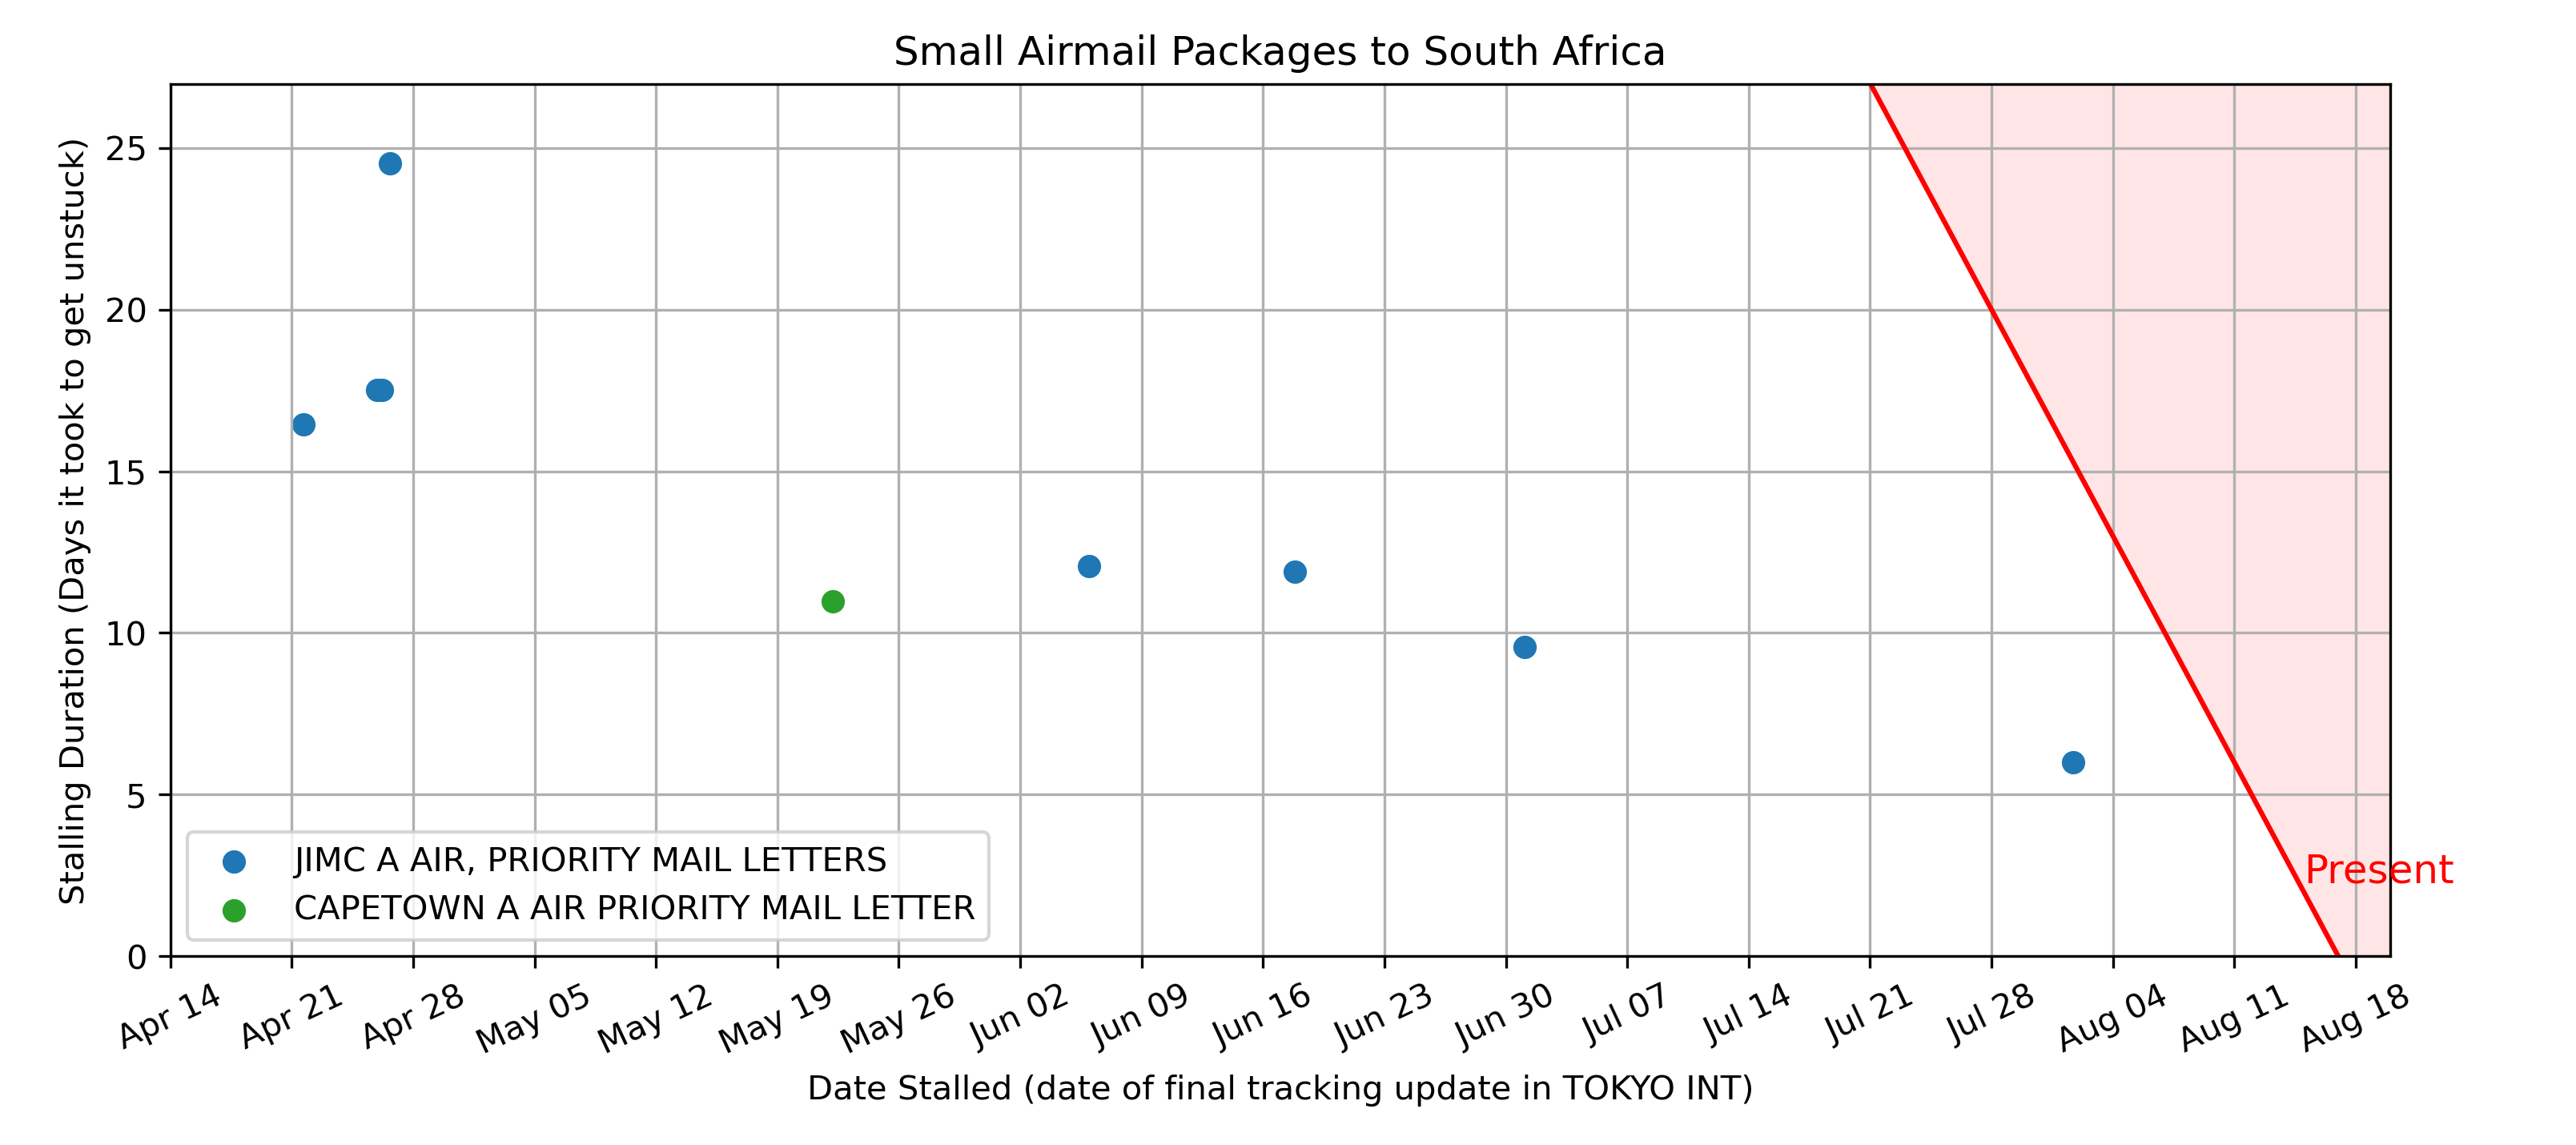 Small Airmail Packages to South Africa
Stalling Duration (Days it took to get unstuck)
25
20
15
10
5
0
JIMC A AIR, PRIORITY MAIL LETTERS
CAPETOWN A AIR PRIORITY MAIL LETTER
Present
Apr 14 Apr 21 Apr 28 May 05 May 12 May 19 May 26 Jun 02 Jun 09 Jun 16 Jun 23 Jun 30 Jul 07 Jul 14 Jul 21 Jul 28 Aug 04 Aug 11 Aug 18
Date Stalled (date of final tracking update in TOKYO INT)